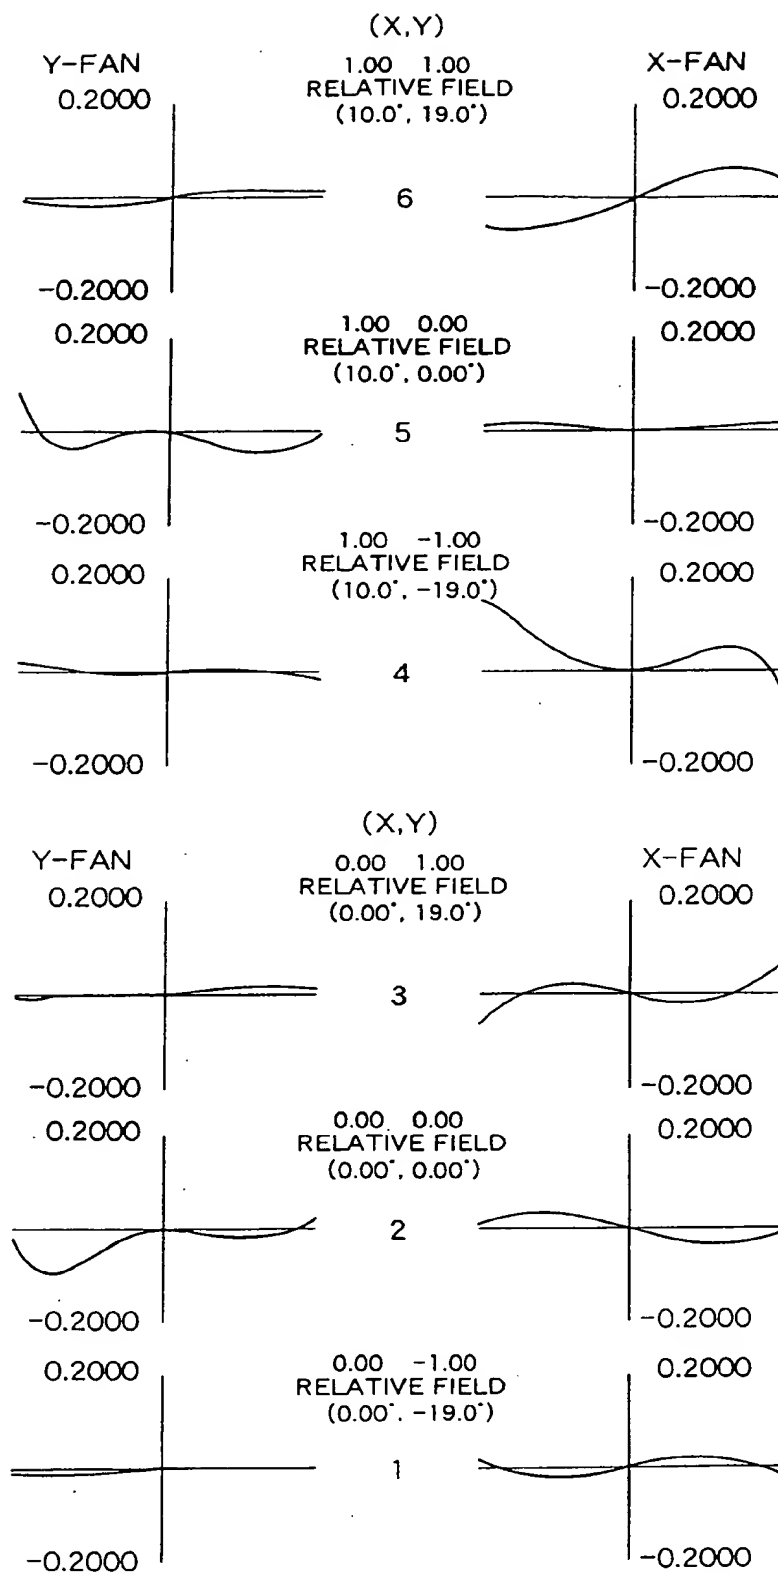 (X,Y)
Y-FAN 1.00 1.00 X-FAN
0.2000 RELATIVE FIELD 0.2000
(10.0°, 19.0°)
6
-0.2000 -0.2000
0.2000 1.00 0.00 0.2000
RELATIVE FIELD
(10.0°, 0.00°)
5
-0.2000 -0.2000
1.00 -1.00
0.2000 RELATIVE FIELD 0.2000
(10.0°, -19.0°)
4
-0.2000 -0.2000
(X,Y)
Y-FAN 0.00 1.00 X-FAN
0.2000 RELATIVE FIELD 0.2000
(0.00°, 19.0°)
3
-0.2000 -0.2000
0.2000 0.00 0.00 0.2000
RELATIVE FIELD
(0.00°, 0.00°)
2
-0.2000 -0.2000
0.2000 0.00 -1.00 0.2000
RELATIVE FIELD
(0.00°, -19.0°)
1
-0.2000 -0.2000